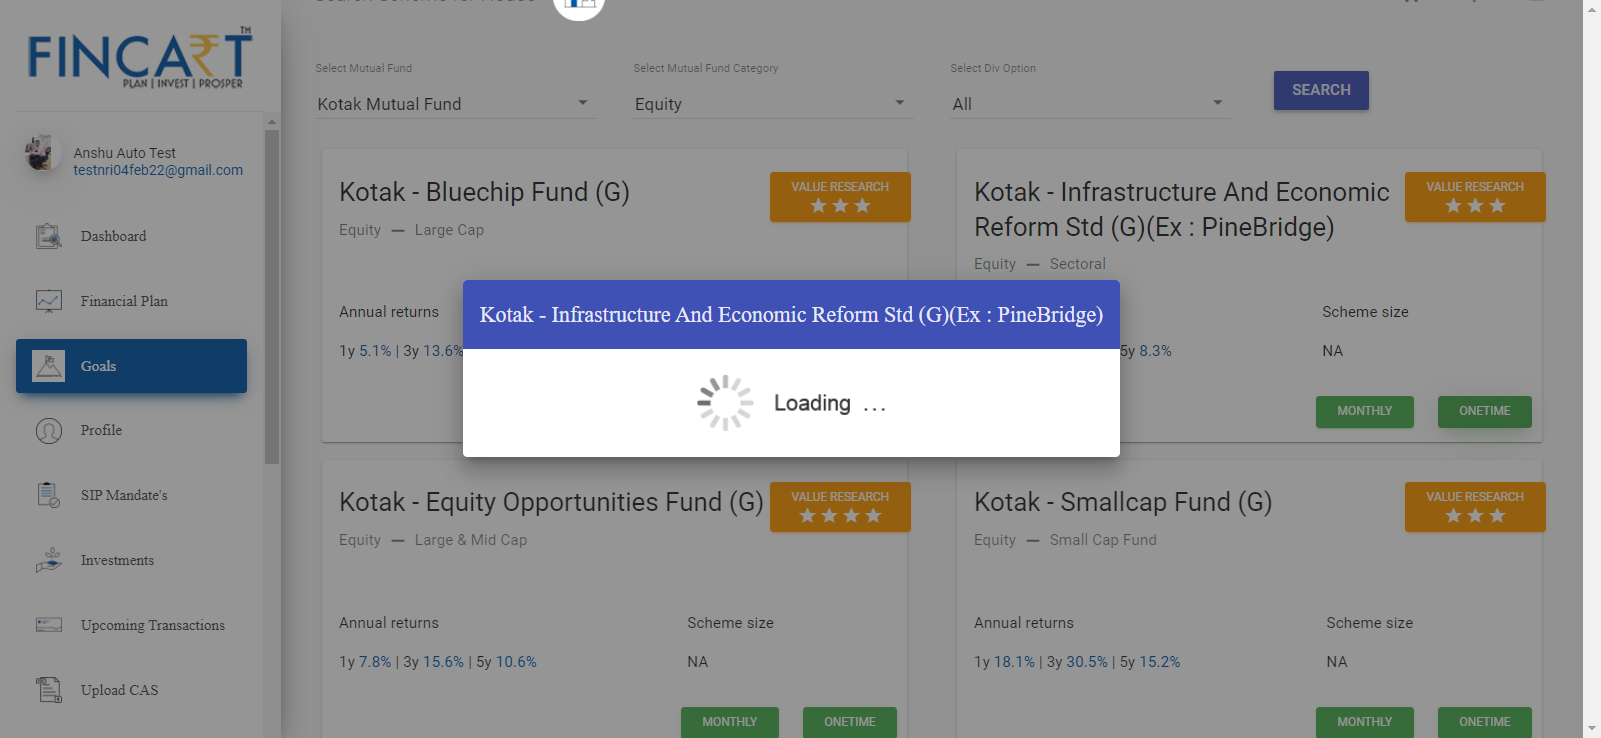 Search Scheme for House
FINCART
TM
PLAN | INVEST | PROSPER
Anshu Auto Test
testnri04feb22@gmail.com
Dashboard
Financial Plan
Goals
Profile
SIP Mandate's
Investments
Upcoming Transactions
Upload CAS
Select Mutual Fund
Kotak Mutual Fund
Select Mutual Fund Category
Equity
Select Div Option
All
SEARCH
Kotak - Bluechip Fund (G)
VALUE RESEARCH
Equity — Large Cap
Annual returns
1y 5.1% | 3y 13.6%
Kotak - Infrastructure And Economic
Reform Std (G)(Ex : PineBridge)
VALUE RESEARCH
Equity — Sectoral
Scheme size
5y 8.3%
NA
MONTHLY
ONETIME
Kotak - Infrastructure And Economic Reform Std (G)(Ex : PineBridge)
Loading ...
Kotak - Equity Opportunities Fund (G)
VALUE RESEARCH
Equity — Large & Mid Cap
Annual returns
Scheme size
1y 7.8% | 3y 15.6% | 5y 10.6%
NA
MONTHLY
ONETIME
Kotak - Smallcap Fund (G)
VALUE RESEARCH
Equity — Small Cap Fund
Annual returns
Scheme size
1y 18.1% | 3y 30.5% | 5y 15.2%
NA
MONTHLY
ONETIME